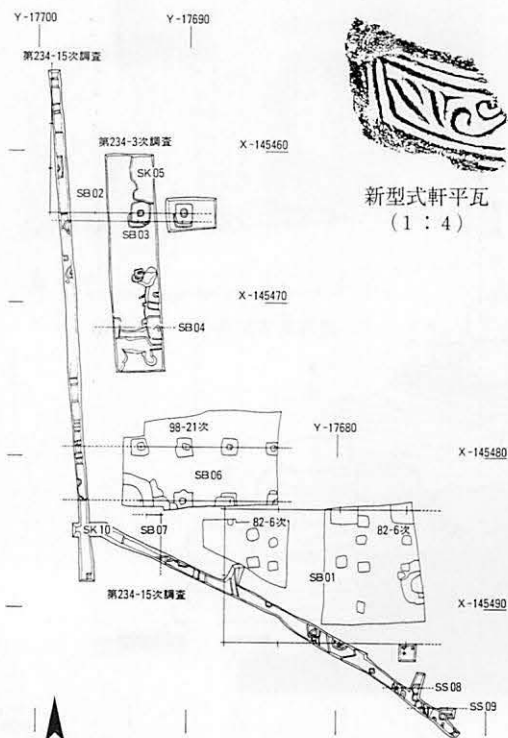 Y-17700
Y-17690
第234-15次調査
第234-3次調査
X-145460
SK05
SB02
SB03
新型式軒平瓦
(1:4)
X-145470
SB04
98-21次
Y-17680
X-145480
SB06
SK10
SB07
82-6次
82-6次
SB01
第234-15次調査
X-145490
SS08
SS09